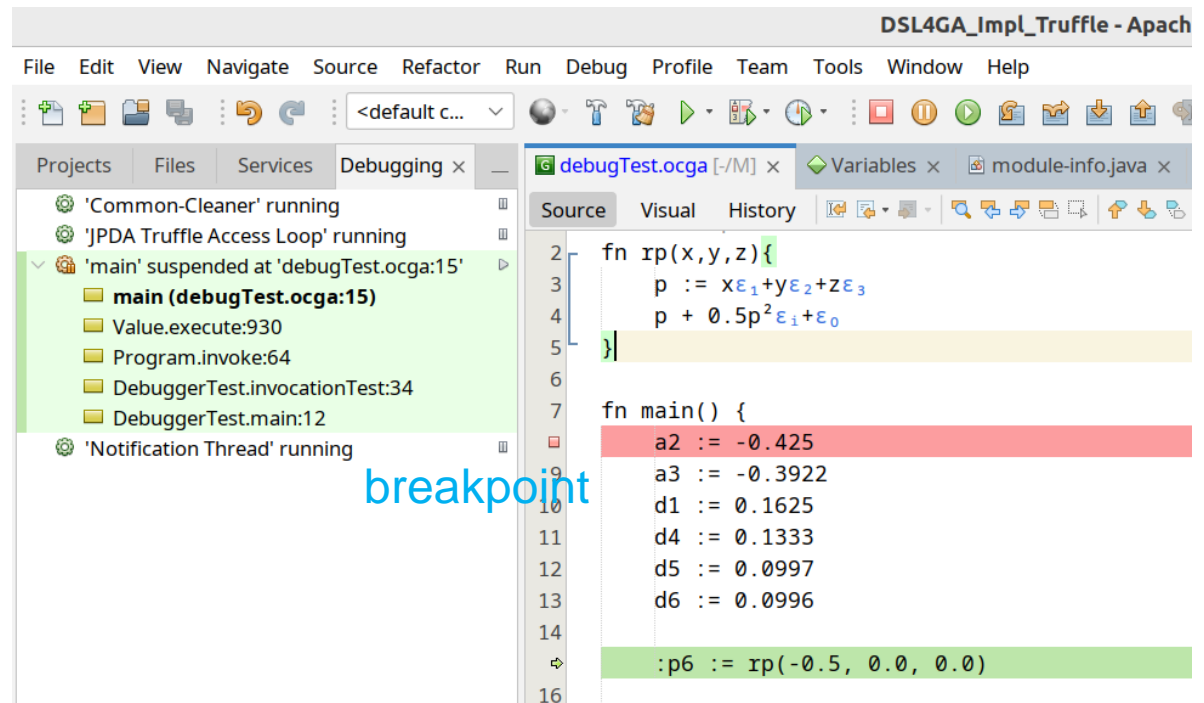 DSL4GA_Impl_Truffle - Apach
File Edit View Navigate Source Refactor Run Debug Profile Team Tools Window Help
<default c...
Projects Files Services Debugging
'Common-Cleaner' running
'JPDA Truffle Access Loop' running
'main' suspended at 'debugTest.ocga:15'
main (debugTest.ocga:15)
Value.execute:930
Program.invoke:64
DebuggerTest.invocationTest:34
DebuggerTest.main:12
'Notification Thread' running
breakpoint
debugTest.ocga [-/M] Variables module-info.java
Source Visual History
2 fn rp(x,y,z){
3 p := xε₁+yε₂+zε₃
4 p + 0.5p²εᵢ+ε₀
5 }
6
7 fn main() {
a2 := -0.425
9 a3 := -0.3922
10 d1 := 0.1625
11 d4 := 0.1333
12 d5 := 0.0997
13 d6 := 0.0996
14
:p6 := rp(-0.5, 0.0, 0.0)
16